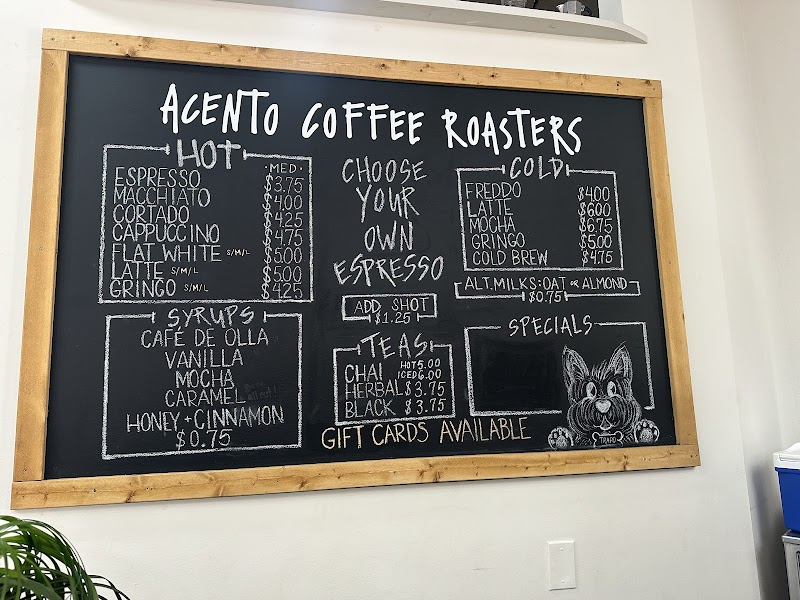 ACENTO COFFEE ROASTERS
HOT
MED.
ESPRESSO $3.75
MACCHIATO $4.00
CORTADO $4.25
CAPPUCCINO $4.75
FLAT WHITE S/M/L $5.00
LATTE S/M/L $5.00
GRINGO S/M/L $4.25
SYRUPS
CAFÉ DE OLLA
VANILLA
MOCHA
CARAMEL
HONEY + CINNAMON
$0.75
CHOOSE
YOUR
OWN
ESPRESSO
ADD SHOT
$1.25
TEAS
CHAI HOT 5.00
ICED 6.00
HERBAL $3.75
BLACK $3.75
COLD
FREDDO $4.00
LATTE $6.00
MOCHA $6.75
GRINGO $5.00
COLD BREW $4.75
ALT. MILKS: OAT OR ALMOND
$0.75
SPECIALS
TRAPO
GIFT CARDS AVAILABLE